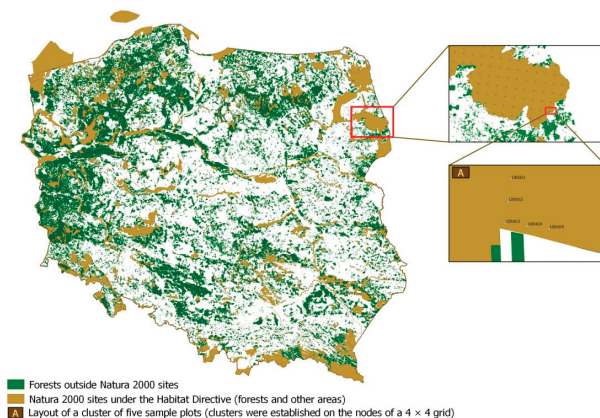 A
Forests outside Natura 2000 sites
Natura 2000 sites under the Habitat Directive (forests and other areas)
A Layout of a cluster of five sample plots (clusters were established on the nodes of a 4 × 4 grid)